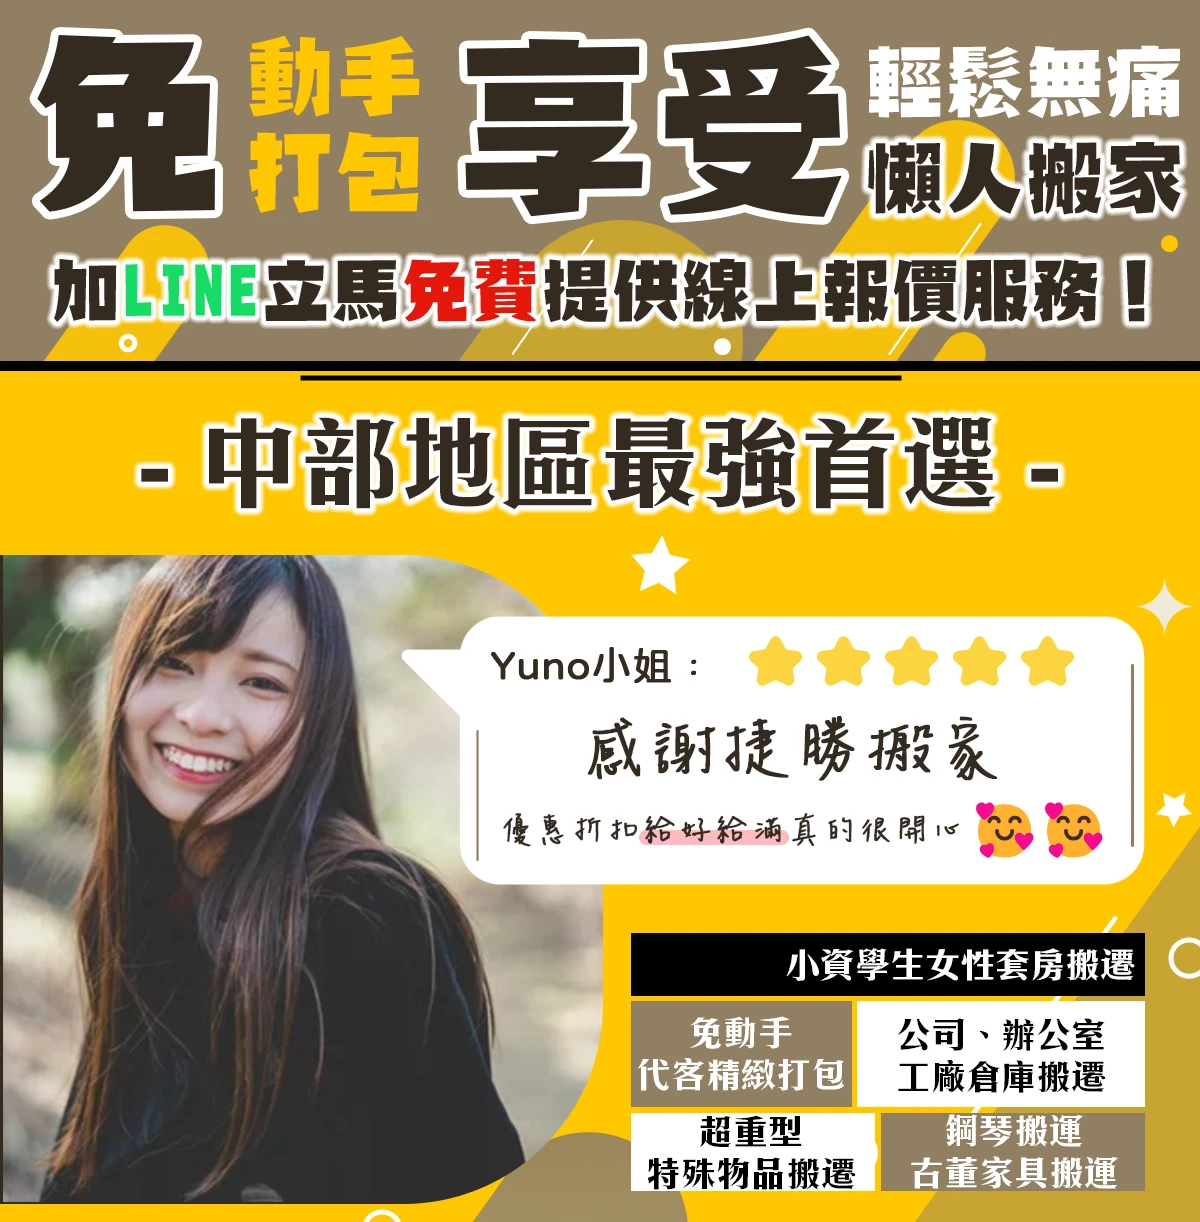 免動手打包 享受輕鬆無痛懶人搬家
加LINE立馬免費提供線上報價服務！
- 中部地區最強首選 -
Yuno小姐：
感謝捷勝搬家
優惠折扣給好給滿真的很開心
小資學生女性套房搬遷
免動手
代客精緻打包
公司、辦公室
工廠倉庫搬遷
超重型
特殊物品搬遷
鋼琴搬運
古董家具搬運